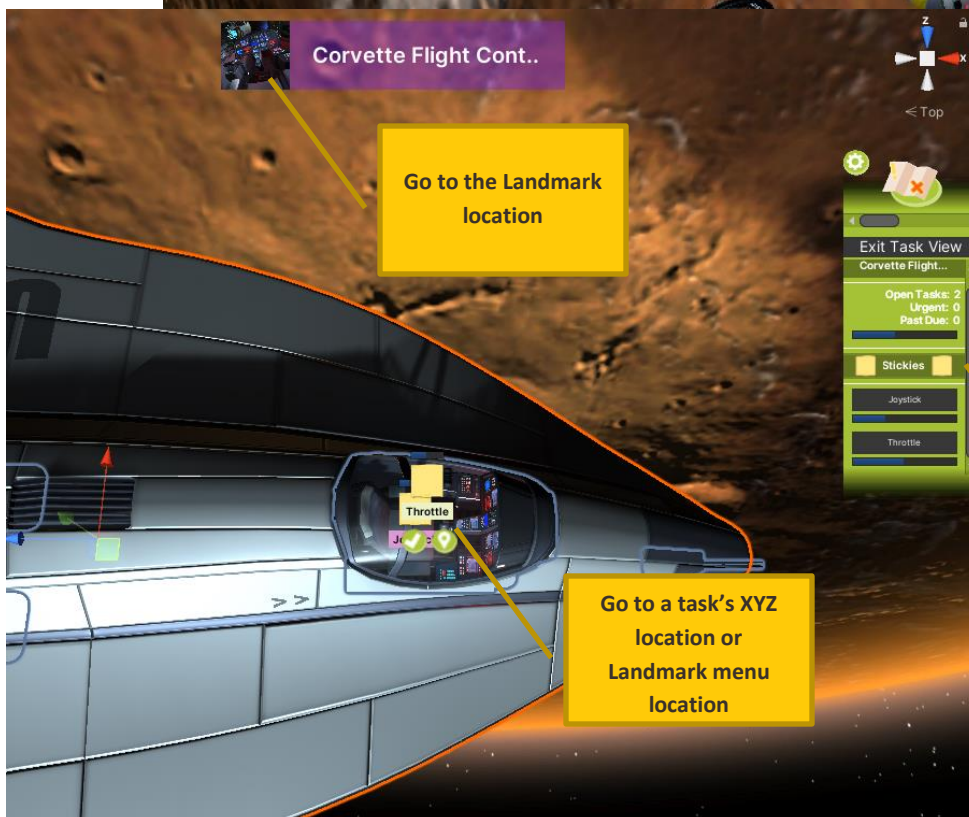 Corvette Flight Cont..
Z
x
< Top
Go to the Landmark
location
Exit Task View
Corvette Flight...
Open Tasks: 2
Urgent: 0
Past Due: 0
Stickies
Joystick
Throttle
Throttle
>>
Go to a task's XYZ
location or
Landmark menu
location